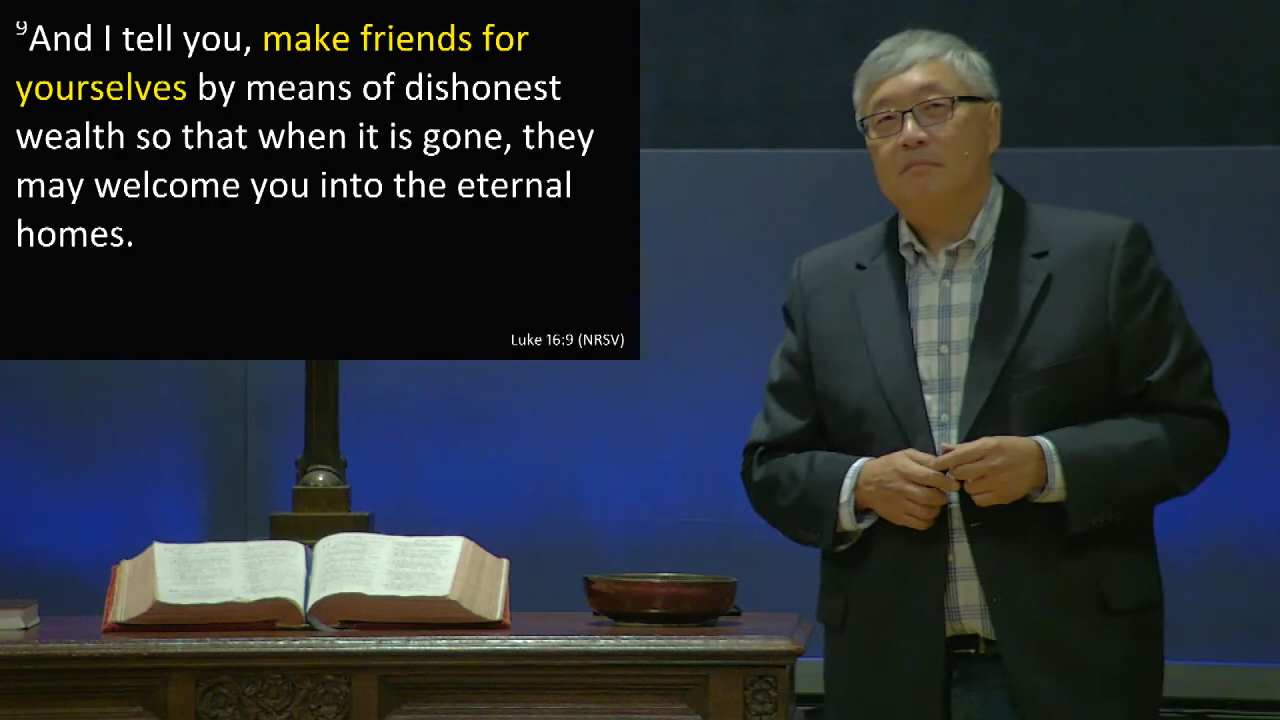 ⁹And I tell you, make friends for
yourselves by means of dishonest
wealth so that when it is gone, they
may welcome you into the eternal
homes.
Luke 16:9 (NRSV)